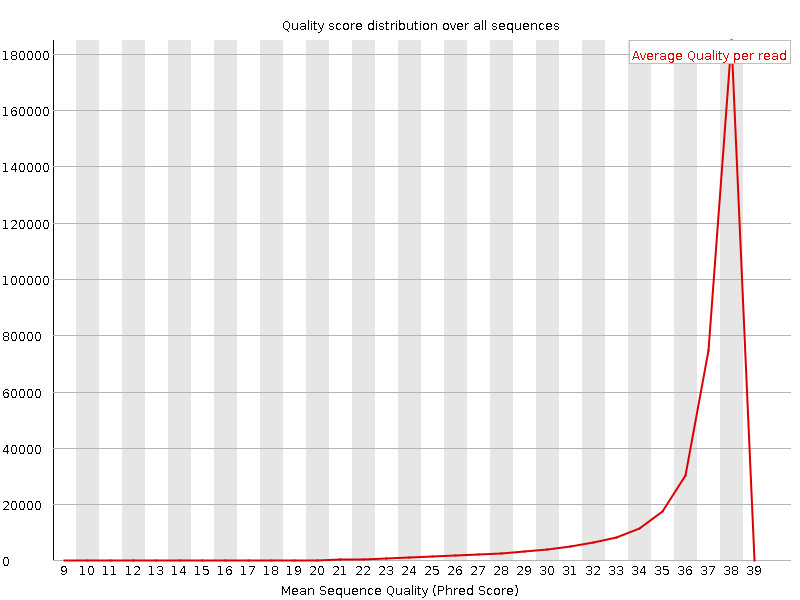 Quality score distribution over all sequences
Average Quality per read
180000
160000
140000
120000
100000
80000
60000
40000
20000
0
9 10 11 12 13 14 15 16 17 18 19 20 21 22 23 24 25 26 27 28 29 30 31 32 33 34 35 36 37 38 39
Mean Sequence Quality (Phred Score)